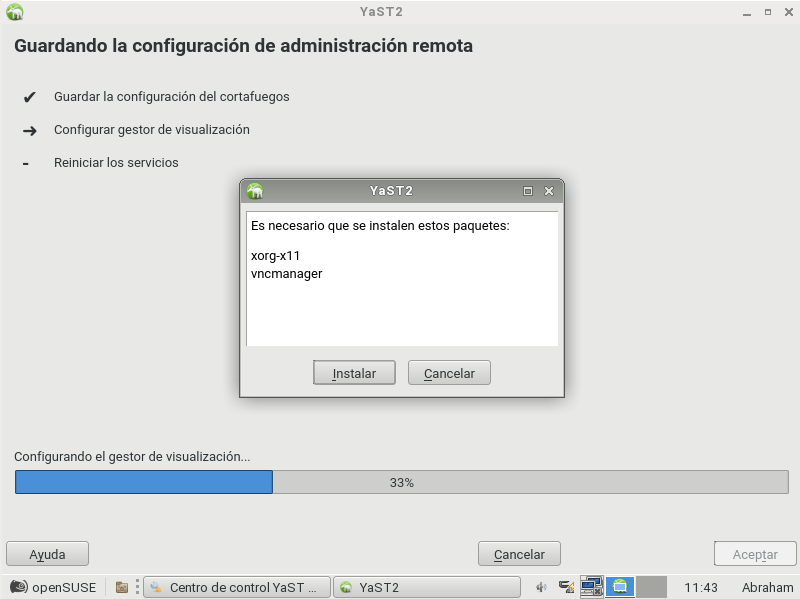 YaST2
Guardando la configuración de administración remota
✔ Guardar la configuración del cortafuegos
➔ Configurar gestor de visualización
- Reiniciar los servicios
YaST2
Es necesario que se instalen estos paquetes:
xorg-x11
vncmanager
Instalar Cancelar
Configurando el gestor de visualización...
33%
Ayuda Cancelar Aceptar
openSUSE Centro de control YaST ... YaST2 11:43 Abraham